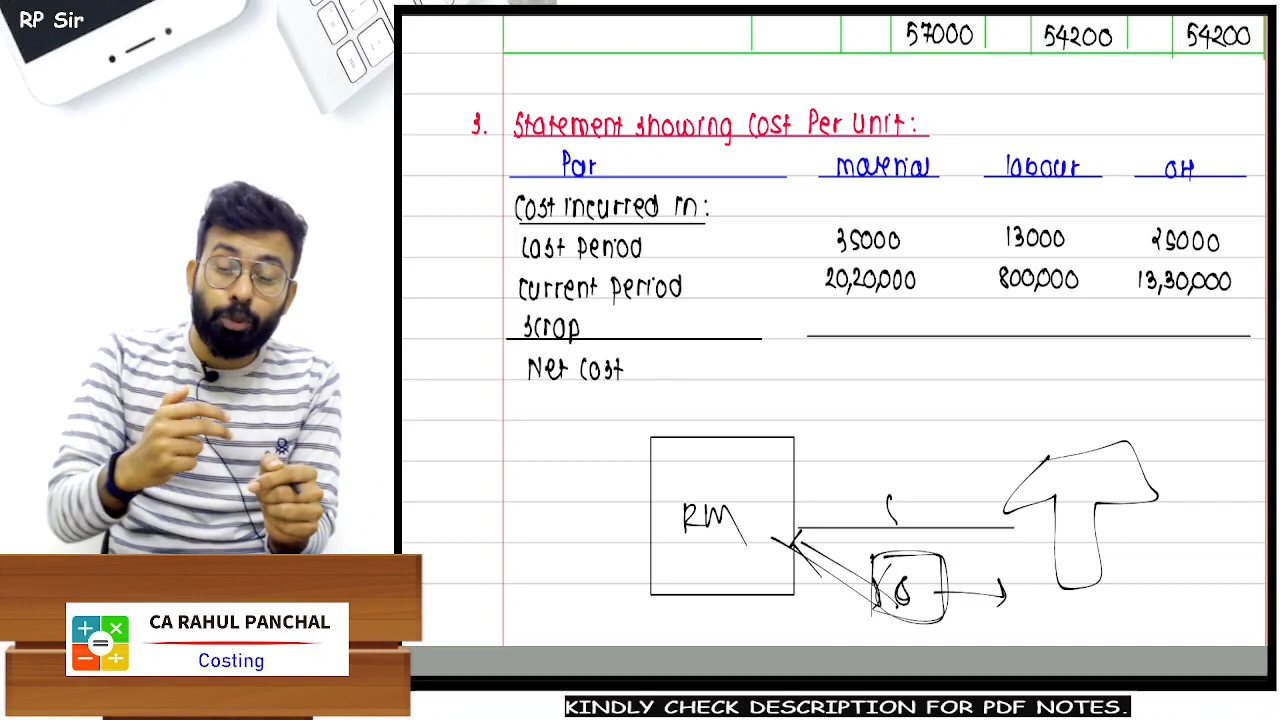 RP Sir
57000 54200 54200
3. Statement showing Cost Per Unit:
Par material labour OH
Cost incurred in:
Last Period 35000 13000 25000
Current Period 20,20,000 800,000 13,30,000
Scrap
Net Cost
RM
CA RAHUL PANCHAL
Costing
KINDLY CHECK DESCRIPTION FOR PDF NOTES.